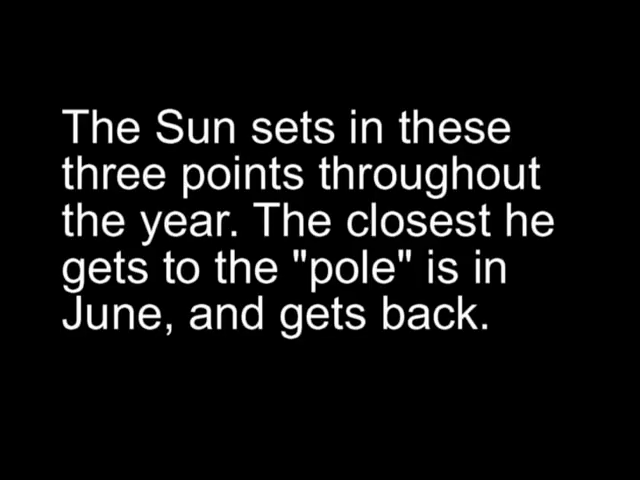 The Sun sets in these
three points throughout
the year. The closest he
gets to the "pole" is in
June, and gets back.